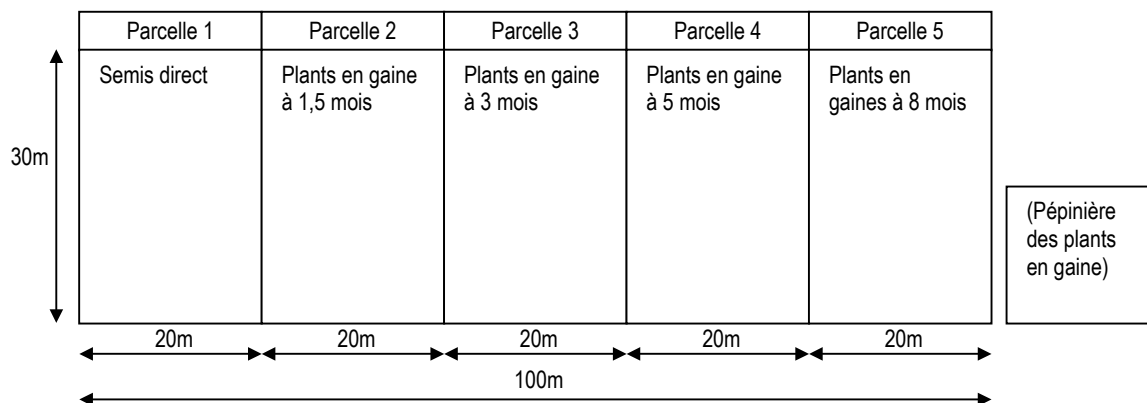 Parcelle 1
Parcelle 2
Parcelle 3
Parcelle 4
Parcelle 5
Semis direct
Plants en gaine
à 1,5 mois
Plants en gaine
à 3 mois
Plants en gaine
à 5 mois
Plants en
gaines à 8 mois
30m
(Pépinière
des plants
en gaine)
20m
20m
20m
20m
20m
100m